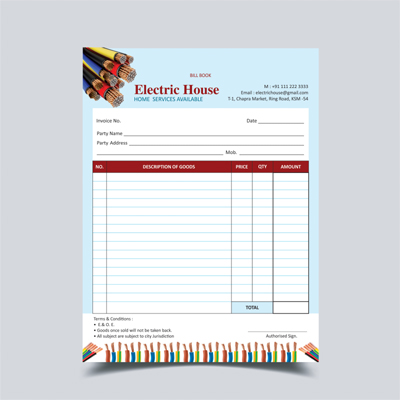 BILL BOOK
Electric House
HOME SERVICES AVAILABLE
M : +91 111 222 3333
Email : electrichouse@gmail.com
T-1, Chapra Market, Ring Road, KSM -54
Invoice No.
Date
Party Name
Party Address
Mob.
NO. DESCRIPTION OF GOODS PRICE QTY AMOUNT
TOTAL
Terms & Conditions :
• E.& O. E.
• Goods once sold will not be taken back.
• All subject are subject to city Jurisdiction
Authorised Sign.